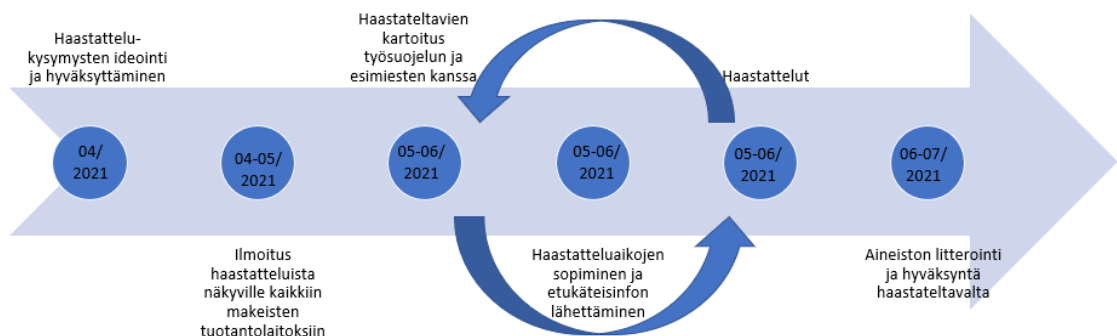 Haastattelu-
kysymysten ideointi
ja hyväksyttäminen
Haastateltavien
kartoitus
työsuojelun ja
esimiesten kanssa
Haastattelut
04/
2021
04-05/
2021
05-06/
2021
05-06/
2021
05-06/
2021
06-07/
2021
Ilmoitus
haastatteluista
näkyville kaikkiin
makeisten
tuotantolaitoksiin
Haastatteluaikojen
sopiminen ja
etukäteisinfon
lähettäminen
Aineiston litterointi
ja hyväksyntä
haastateltavalta